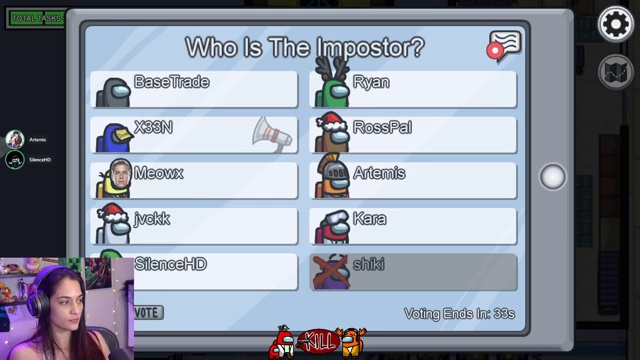 TOTAL TASKS
Who Is The Impostor?
BaseTrade
Ryan
X33N
RossPal
Artemis
SilenceHD
Meowx
Artemis
jvckk
Kara
SilenceHD
shiki
VOTE
Voting Ends In: 33s
KILL